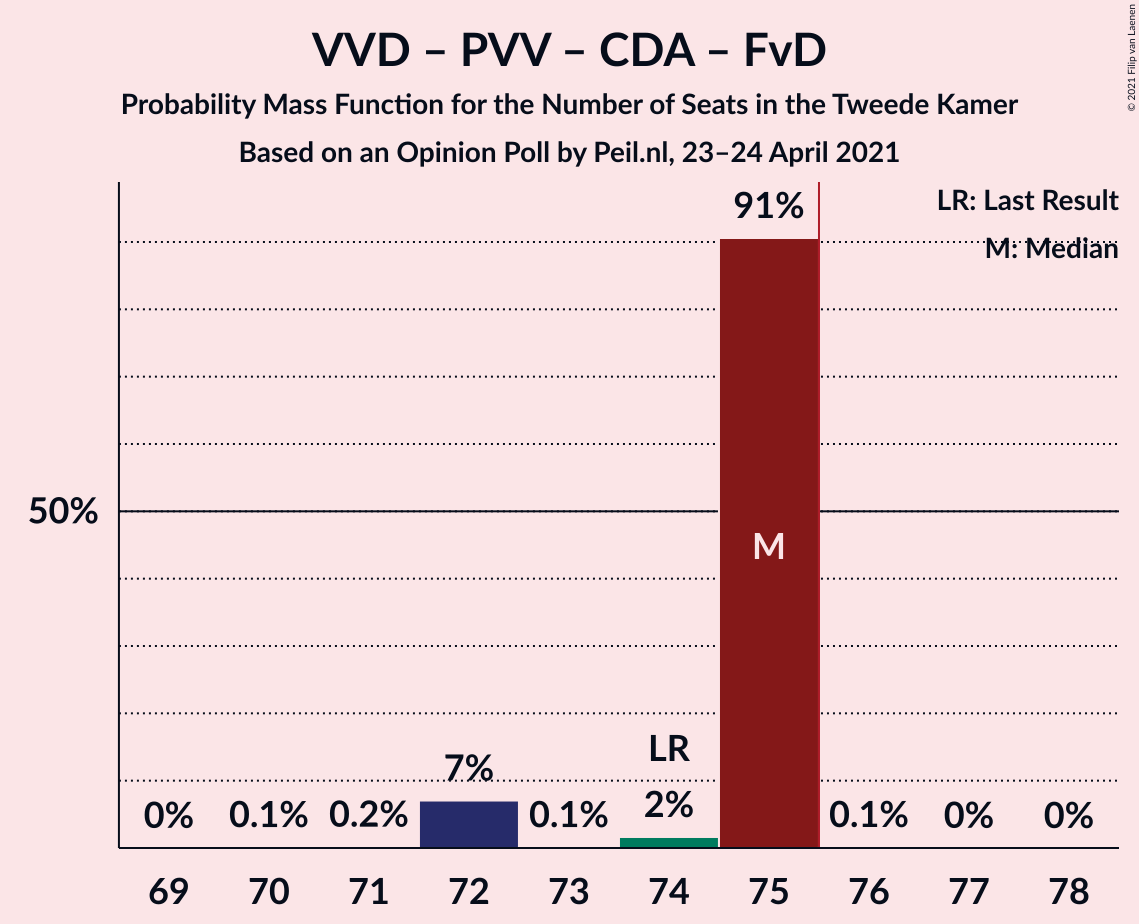 VVD – PVV – CDA – FvD
Probability Mass Function for the Number of Seats in the Tweede Kamer
Based on an Opinion Poll by Peil.nl, 23–24 April 2021
© 2021 Filip van Laenen
LR: Last Result
M: Median
91%
50%
M
LR
7%
2%
0%
0.1%
0.2%
0.1%
0.1%
0%
0%
69 70 71 72 73 74 75 76 77 78